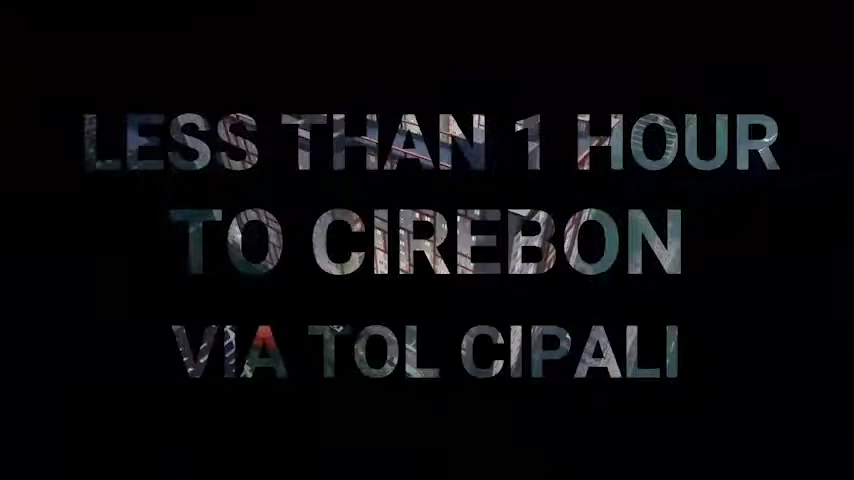 LESS THAN 1 HOUR
TO CIREBON
VIA TOL CIPALI